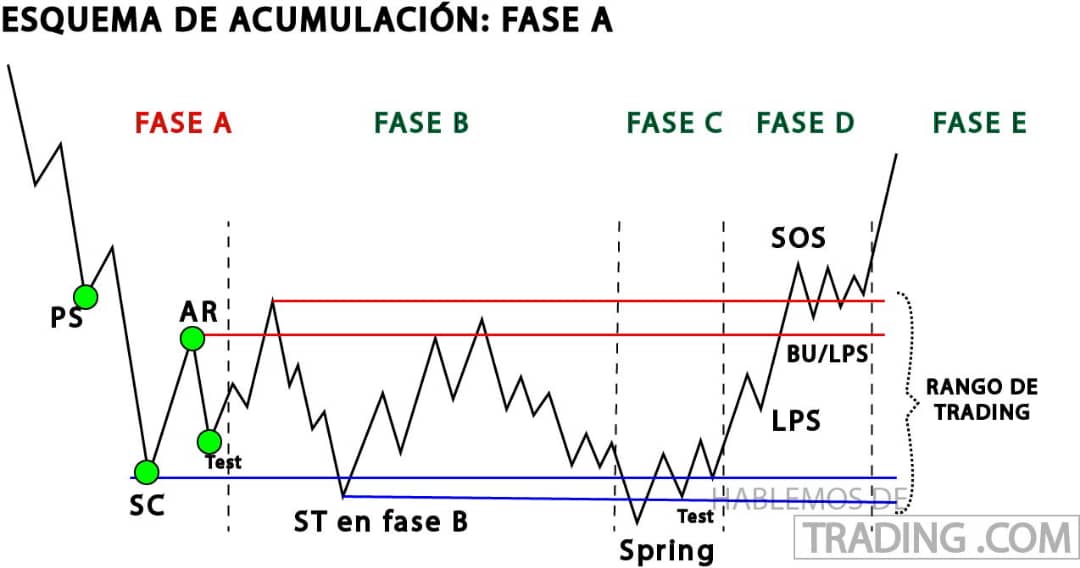 ESQUEMA DE ACUMULACIÓN: FASE A
FASE A
FASE B
FASE C
FASE D
FASE E
PS
AR
SOS
BU/LPS
RANGO DE
TRADING
LPS
Test
SC
ST en fase B
Test
Spring
HABLEMOS DE
TRADING .COM